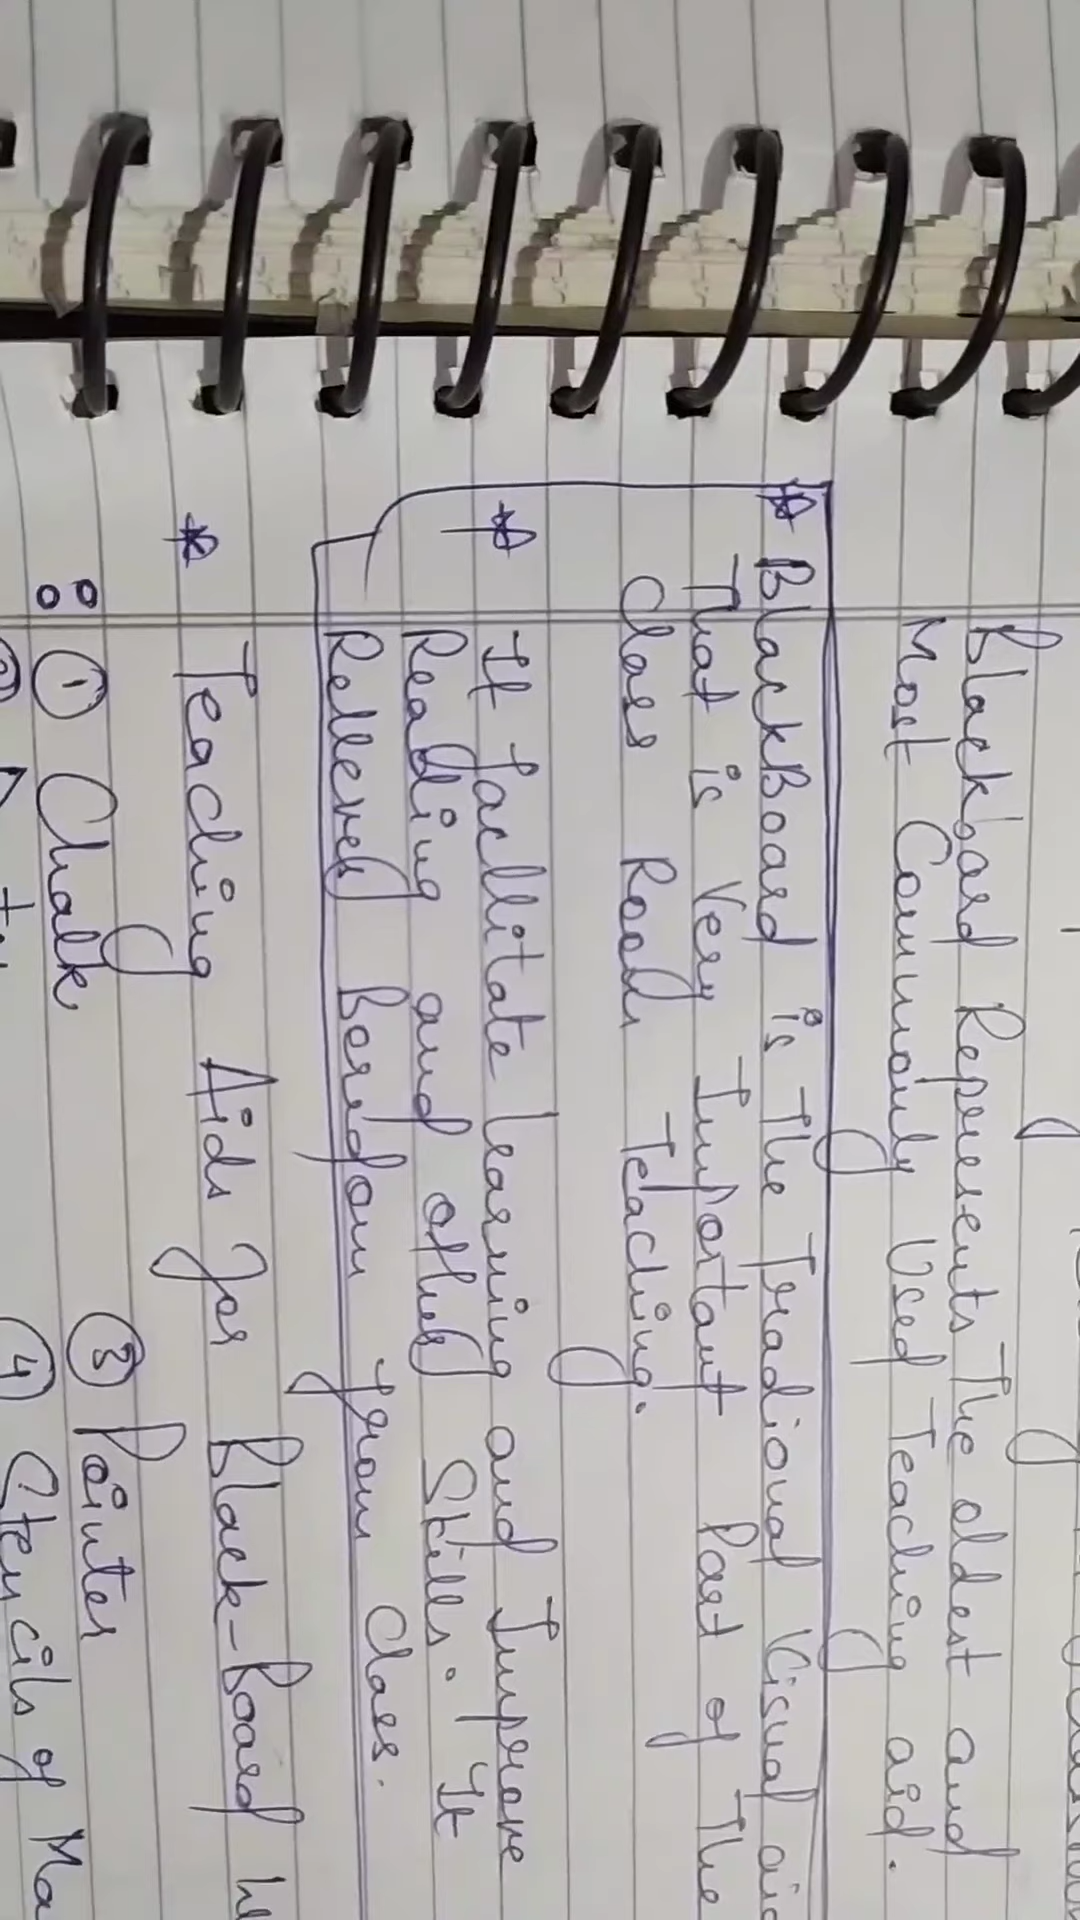 Blackboard Represents The oldest and
Most Commonly Used Teaching aid.
* BlackBoard is The Tradional Visual aid
That is Very Important Part of The
Class Room Teaching.
* It facllitate learning and Improve
Reading and other Skills. It
Relleves Boredom from Class.
* Teaching Aids for Black-Board
: ① Chalk ③ Pointer
④ Stencils of